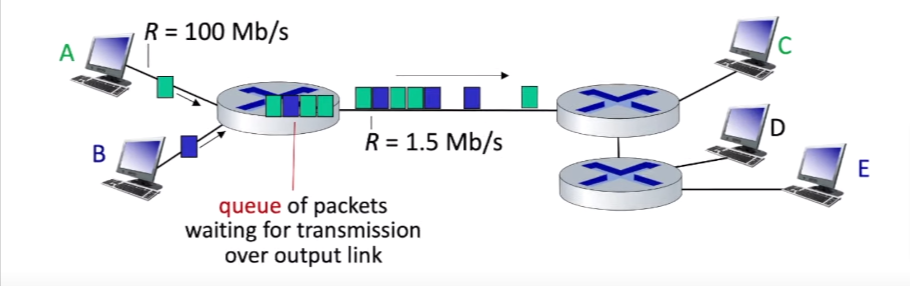 R = 100 Mb/s
A
C
B
R = 1.5 Mb/s
D
E
queue of packets
waiting for transmission
over output link